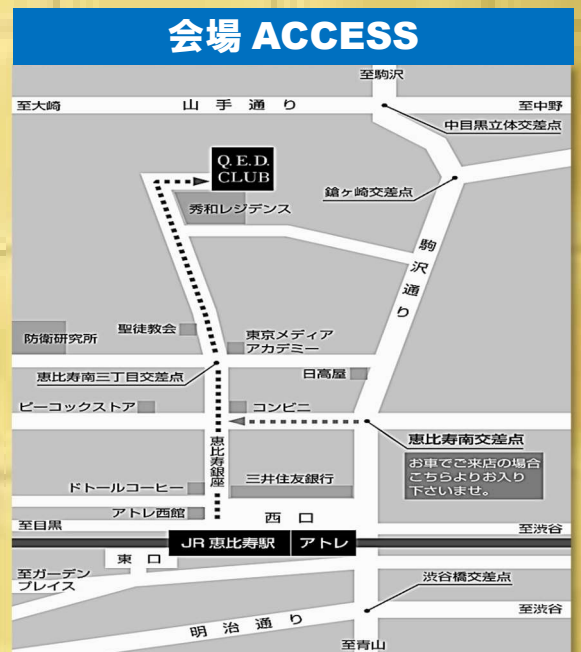 会場 ACCESS
至駒沢
至大崎
山手通り
至中野
中目黒立体交差点
Q.E.D.
CLUB
鎗ヶ崎交差点
秀和レジデンス
駒沢通り
聖徒教会
東京メディア
アカデミー
防衛研究所
恵比寿南三丁目交差点
日高屋
ピーコックストア
コンビニ
恵比寿南交差点
お車でご来店の場合
こちらよりお入り
下さいませ。
恵比寿銀座
三井住友銀行
ドトールコーヒー
アトレ西館
西口
至目黒
至渋谷
JR 恵比寿駅
アトレ
東口
至ガーデン
プレイス
渋谷橋交差点
至渋谷
明治通り
至青山